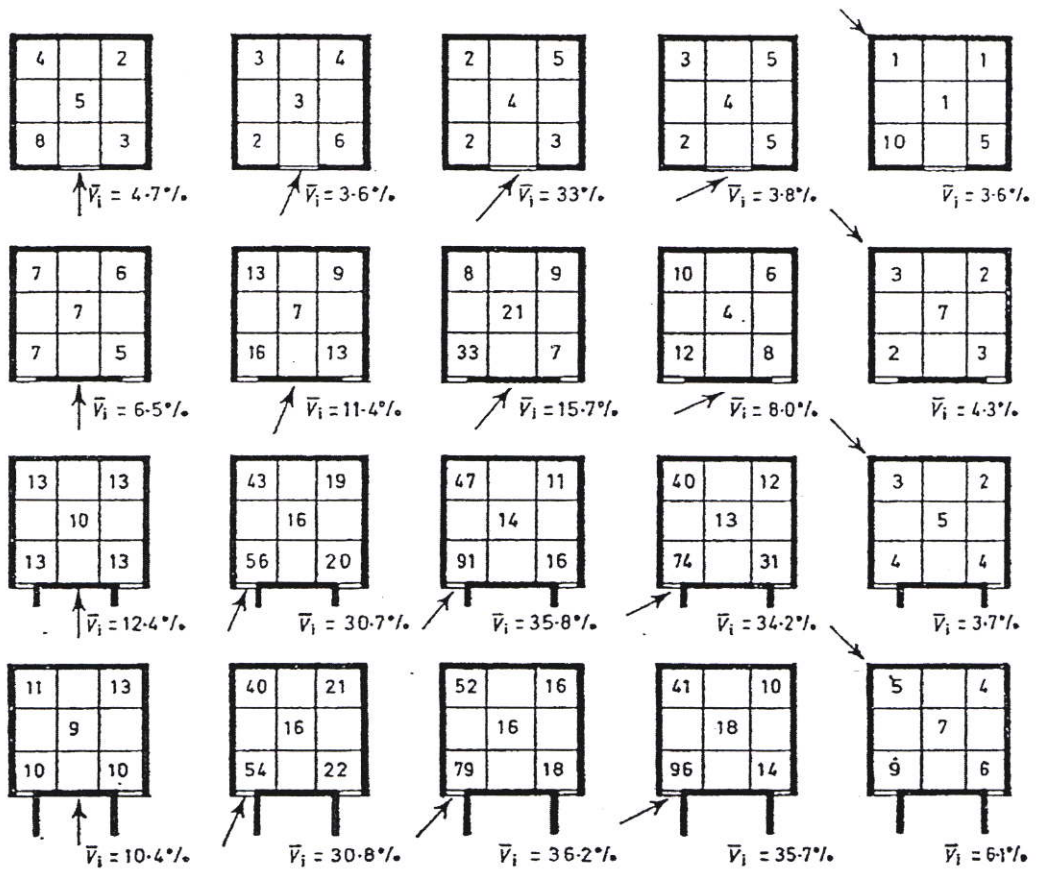 4 2 3 4 2 5 3 5 1 1
5 3 4 4 1
8 3 2 6 2 3 2 5 10 5
V̅i = 4·7% V̅i = 3·6% V̅i = 33% V̅i = 3·8% V̅i = 3·6%
7 6 13 9 8 9 10 6 3 2
7 7 21 4 7
7 5 16 13 33 7 12 8 2 3
V̅i = 6·5% V̅i = 11·4% V̅i = 15·7% V̅i = 8·0% V̅i = 4·3%
13 13 43 19 47 11 40 12 3 2
10 16 14 13 5
13 13 56 20 91 16 74 31 4 4
V̅i = 12·4% V̅i = 30·7% V̅i = 35·8% V̅i = 34·2% V̅i = 3·7%
11 13 40 21 52 16 41 10 5 4
9 16 16 18 7
10 10 54 22 79 18 96 14 9 6
V̅i = 10·4% V̅i = 30·8% V̅i = 36·2% V̅i = 35·7% V̅i = 6·1%